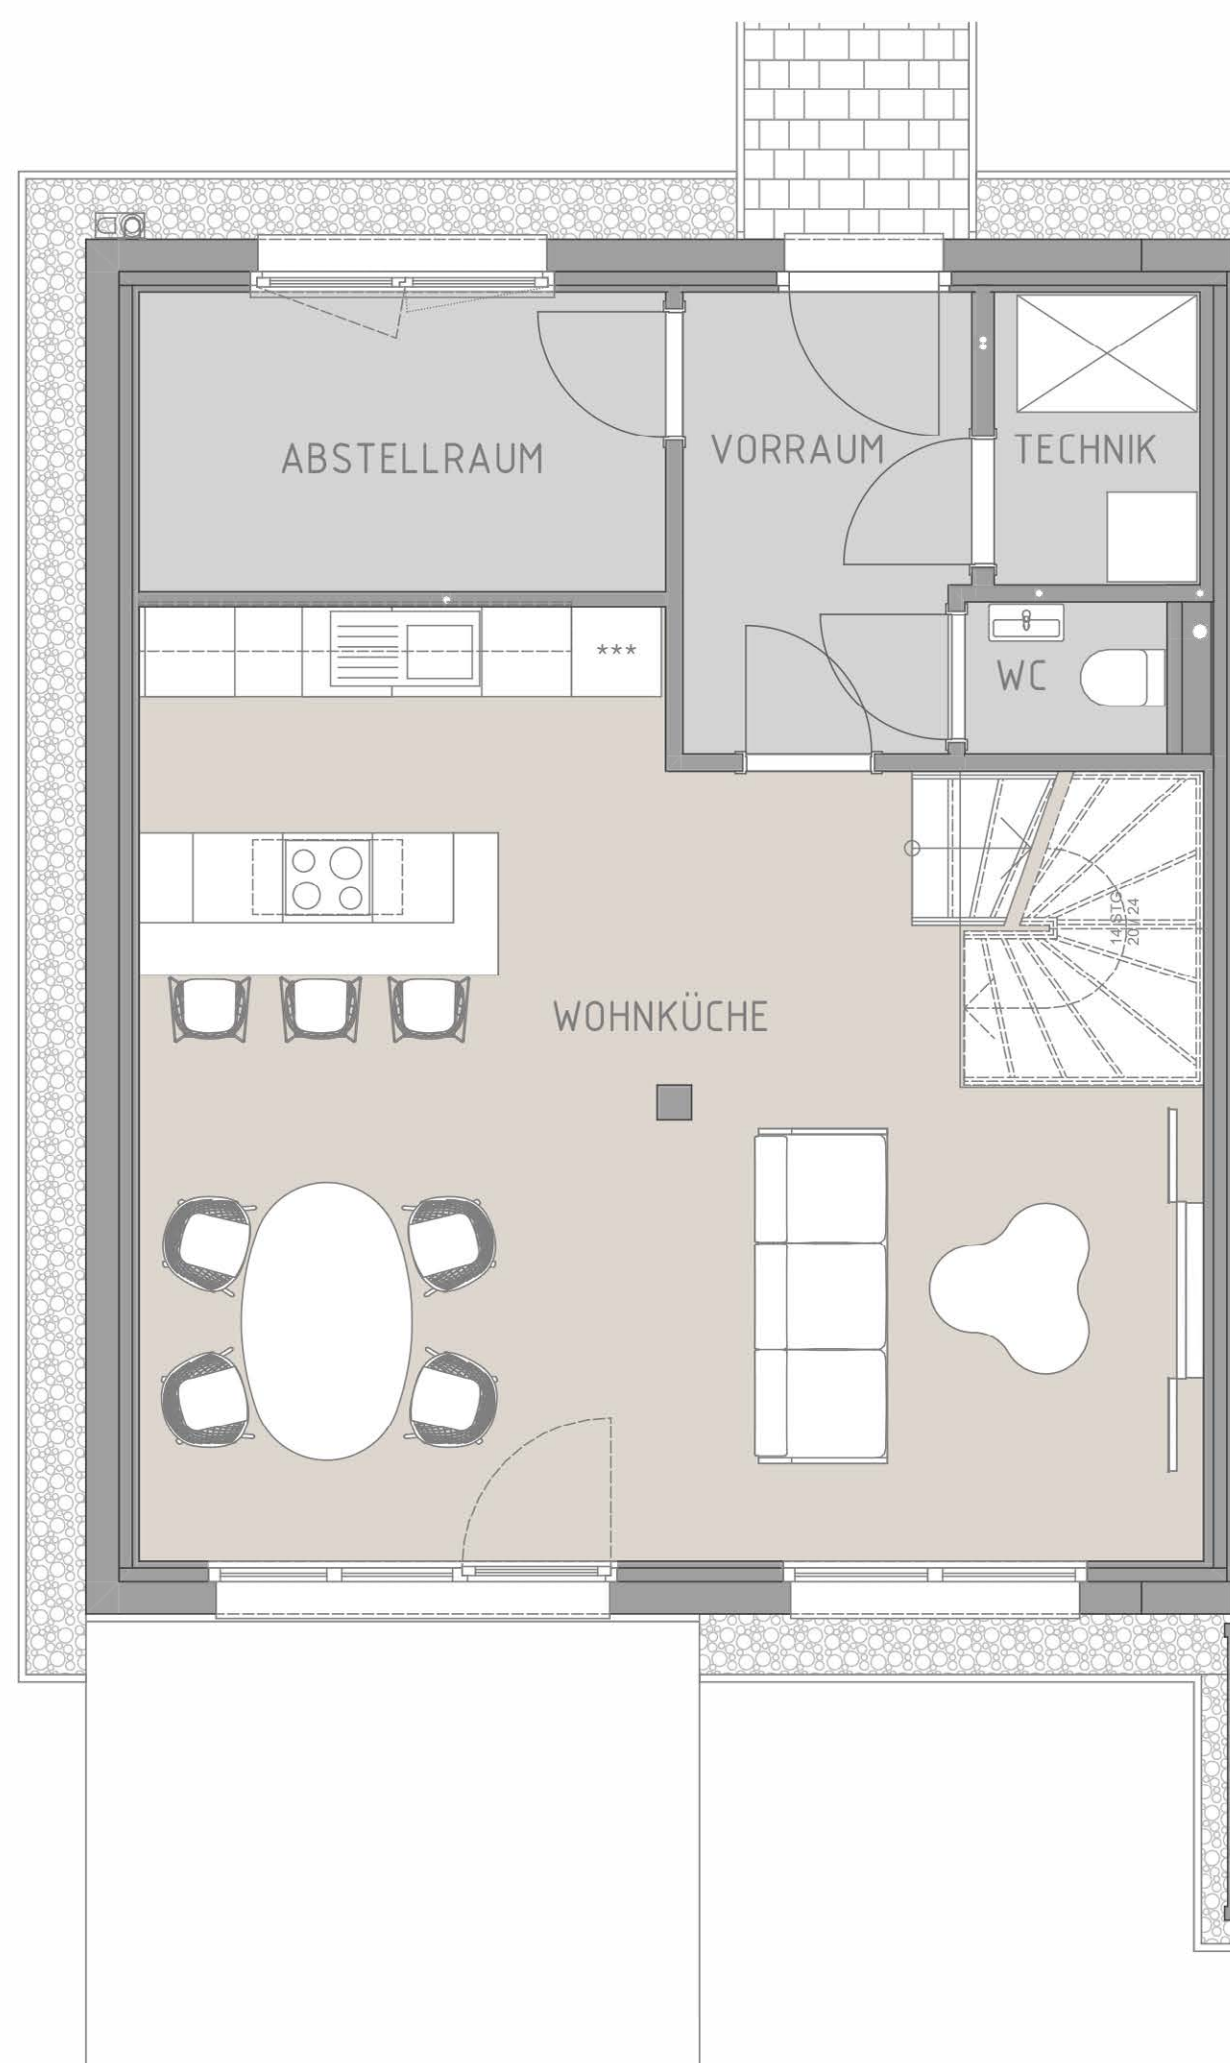 ABSTELLRAUM
VORRAUM
TECHNIK
***
WC
14 STG
20 / 24
WOHNKÜCHE